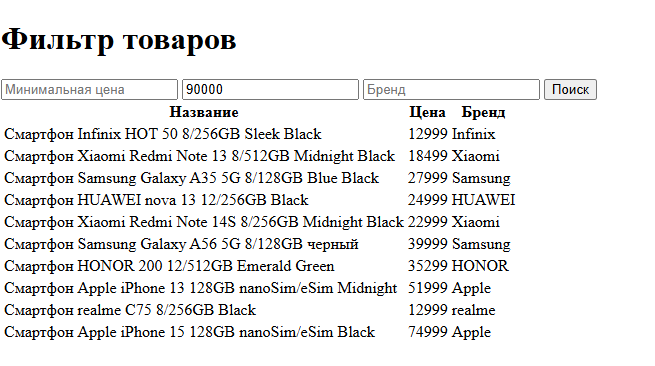 Фильтр товаров
Минимальная цена 90000 Бренд Поиск
Название Цена Бренд
Смартфон Infinix HOT 50 8/256GB Sleek Black 12999 Infinix
Смартфон Xiaomi Redmi Note 13 8/512GB Midnight Black 18499 Xiaomi
Смартфон Samsung Galaxy A35 5G 8/128GB Blue Black 27999 Samsung
Смартфон HUAWEI nova 13 12/256GB Black 24999 HUAWEI
Смартфон Xiaomi Redmi Note 14S 8/256GB Midnight Black 22999 Xiaomi
Смартфон Samsung Galaxy A56 5G 8/128GB черный 39999 Samsung
Смартфон HONOR 200 12/512GB Emerald Green 35299 HONOR
Смартфон Apple iPhone 13 128GB nanoSim/eSim Midnight 51999 Apple
Смартфон realme C75 8/256GB Black 12999 realme
Смартфон Apple iPhone 15 128GB nanoSim/eSim Black 74999 Apple